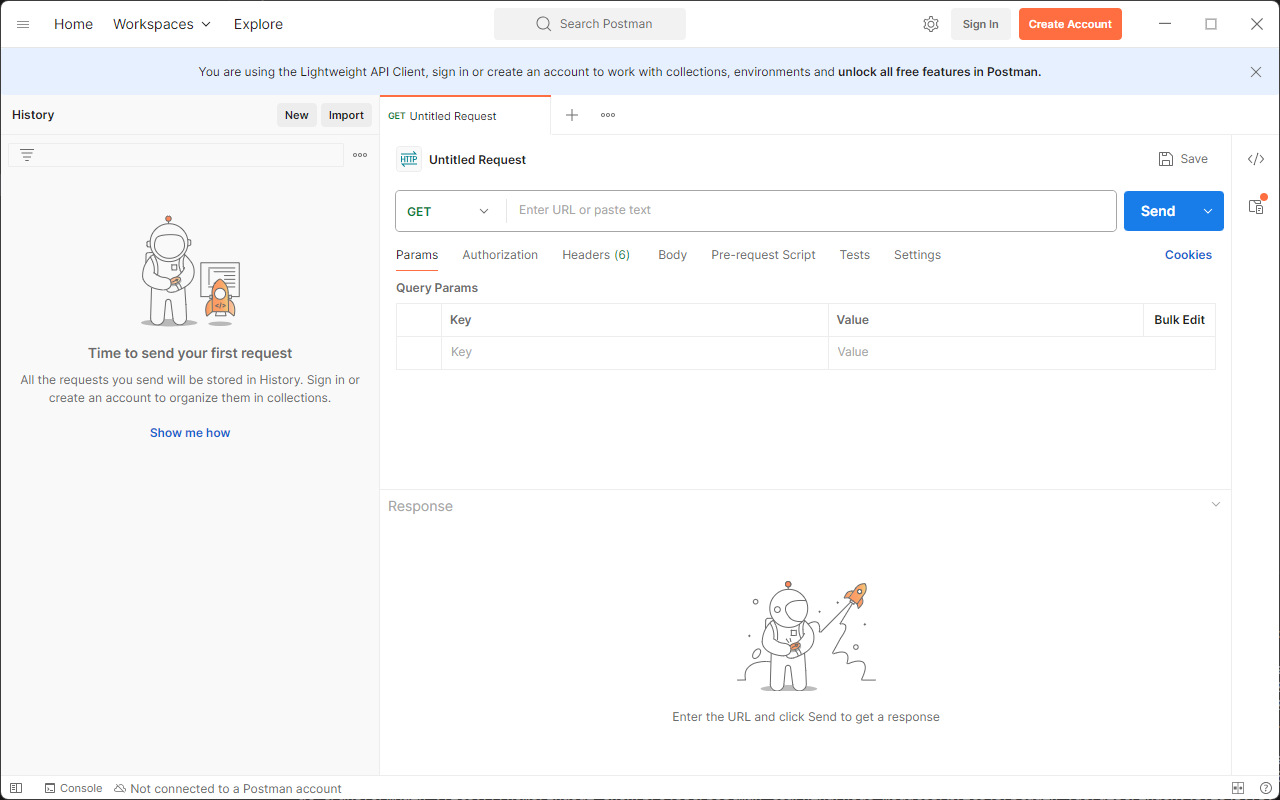 Home Workspaces Explore
Search Postman
Sign In Create Account
You are using the Lightweight API Client, sign in or create an account to work with collections, environments and unlock all free features in Postman.
History New Import
GET Untitled Request
HTTP Untitled Request
Save
GET Enter URL or paste text
Send
Params Authorization Headers (6) Body Pre-request Script Tests Settings Cookies
Query Params
Key Value Bulk Edit
Key Value
Time to send your first request
All the requests you send will be stored in History. Sign in or
create an account to organize them in collections.
Show me how
Response
Enter the URL and click Send to get a response
Console Not connected to a Postman account